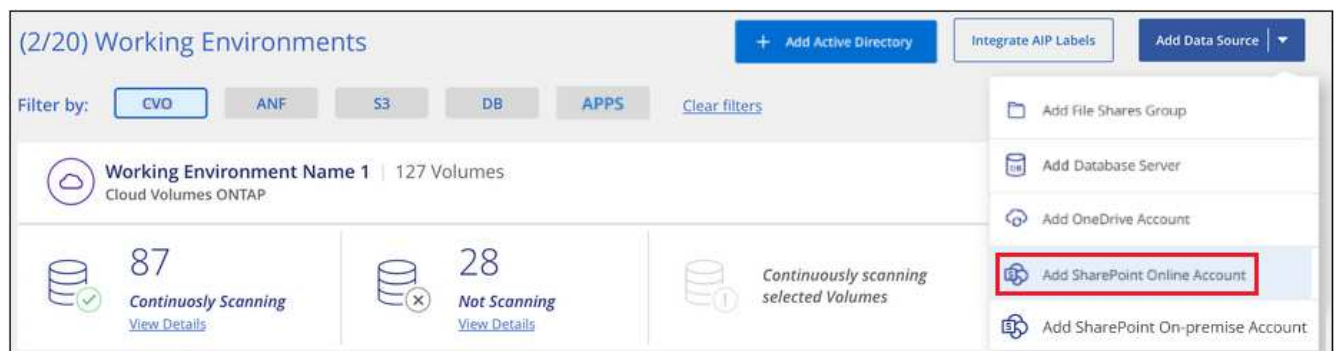 (2/20) Working Environments
+ Add Active Directory
Integrate AIP Labels
Add Data Source
Filter by: CVO ANF S3 DB APPS Clear filters
Add File Shares Group
Working Environment Name 1 | 127 Volumes
Cloud Volumes ONTAP
DB Add Database Server
Add OneDrive Account
87
Continuosly Scanning
View Details
28
Not Scanning
View Details
Continuously scanning
selected Volumes
S Add SharePoint Online Account
S Add SharePoint On-premise Account